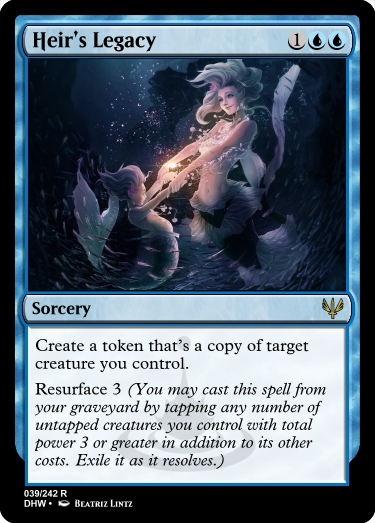 Heir's Legacy 1
Sorcery
Create a token that's a copy of target
creature you control.
Resurface 3 (You may cast this spell from
your graveyard by tapping any number of
untapped creatures you control with total
power 3 or greater in addition to its other
costs. Exile it as it resolves.)
039/242 R
DHW • Beatriz Lintz